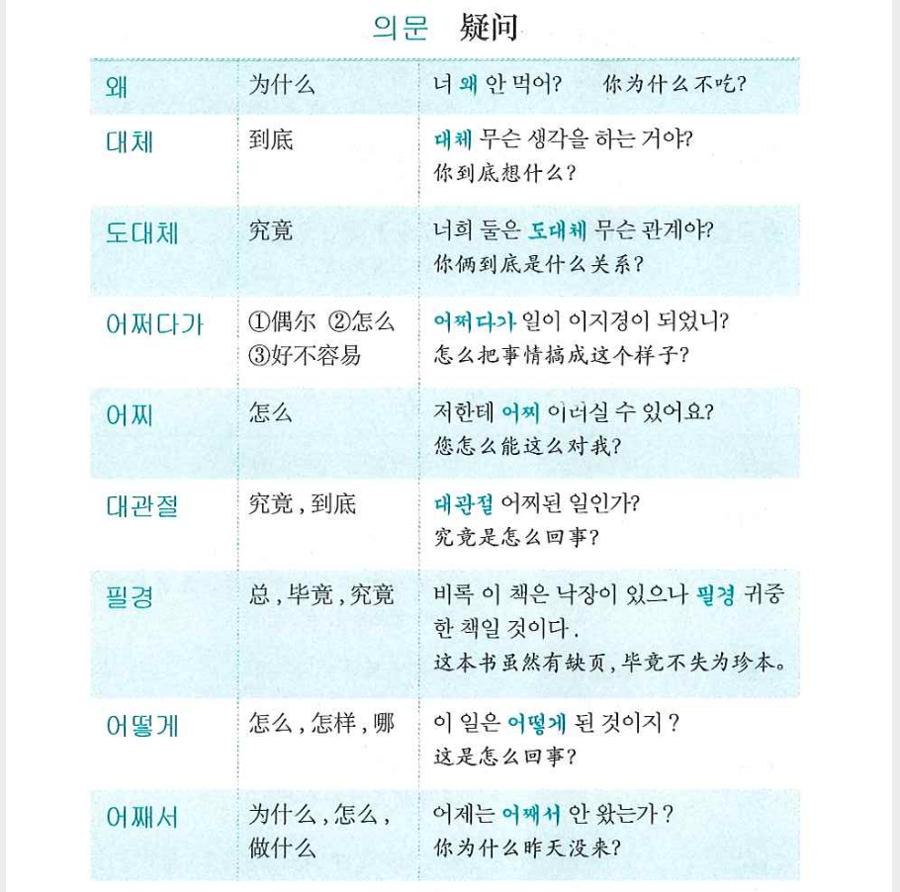 의문 疑问
왜 为什么 너 왜 안 먹어? 你为什么不吃?
대체 到底 대체 무슨 생각을 하는 거야?
你到底想什么?
도대체 究竟 너희 둘은 도대체 무슨 관계야?
你俩到底是什么关系?
어쩌다가 ①偶尔 ②怎么 어쩌다가 일이 이지경이 되었니?
③好不容易 怎么把事情搞成这个样子?
어찌 怎么 저한테 어찌 이러실 수 있어요?
您怎么能这么对我?
대관절 究竟,到底 대관절 어찌된 일인가?
究竟是怎么回事?
필경 总,毕竟,究竟 비록 이 책은 낙장이 있으나 필경 귀중
한 책일 것이다.
这本书虽然有缺页,毕竟不失为珍本。
어떻게 怎么,怎样,哪 이 일은 어떻게 된 것이지?
这是怎么回事?
어째서 为什么,怎么, 어제는 어째서 안 왔는가?
做什么 你为什么昨天没来?